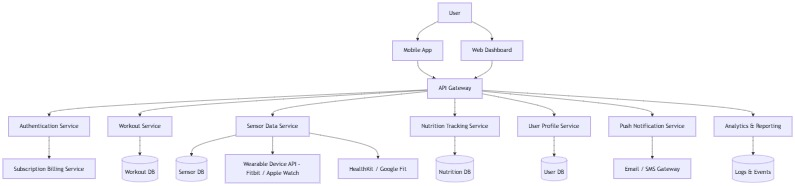 User
Mobile App
Web Dashboard
API Gateway
Authentication Service
Workout Service
Sensor Data Service
Nutrition Tracking Service
User Profile Service
Push Notification Service
Analytics & Reporting
Subscription Billing Service
Workout DB
Sensor DB
Wearable Device API -
Fitbit / Apple Watch
HealthKit / Google Fit
Nutrition DB
User DB
Email / SMS Gateway
Logs & Events